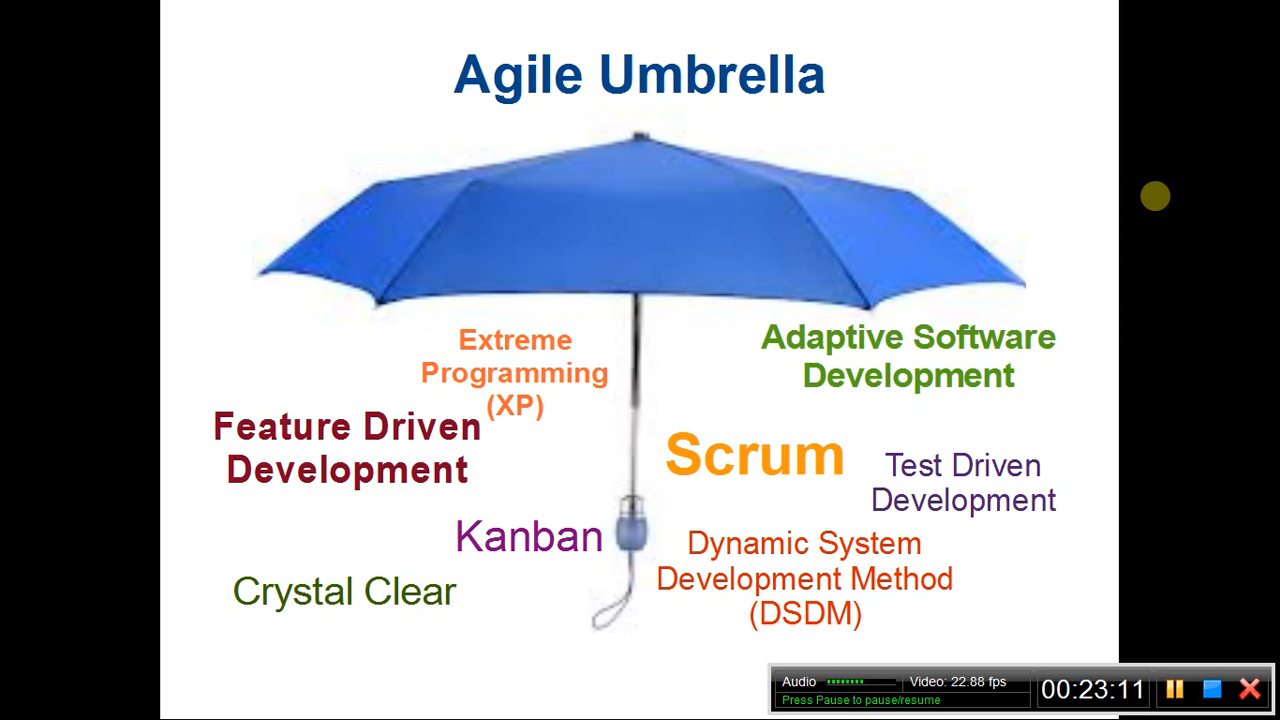 Agile Umbrella
Extreme
Programming
(XP)
Adaptive Software
Development
Feature Driven
Development
Scrum
Test Driven
Development
Kanban
Dynamic System
Development Method
(DSDM)
Crystal Clear
Audio
Video: 22.88 fps
Press Pause to pause/resume
00:23:11